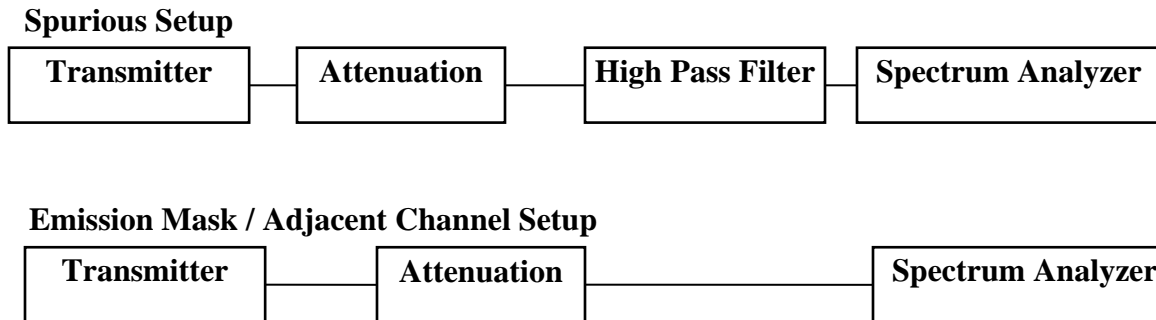 Spurious Setup
Transmitter Attenuation High Pass Filter Spectrum Analyzer
Emission Mask / Adjacent Channel Setup
Transmitter Attenuation Spectrum Analyzer